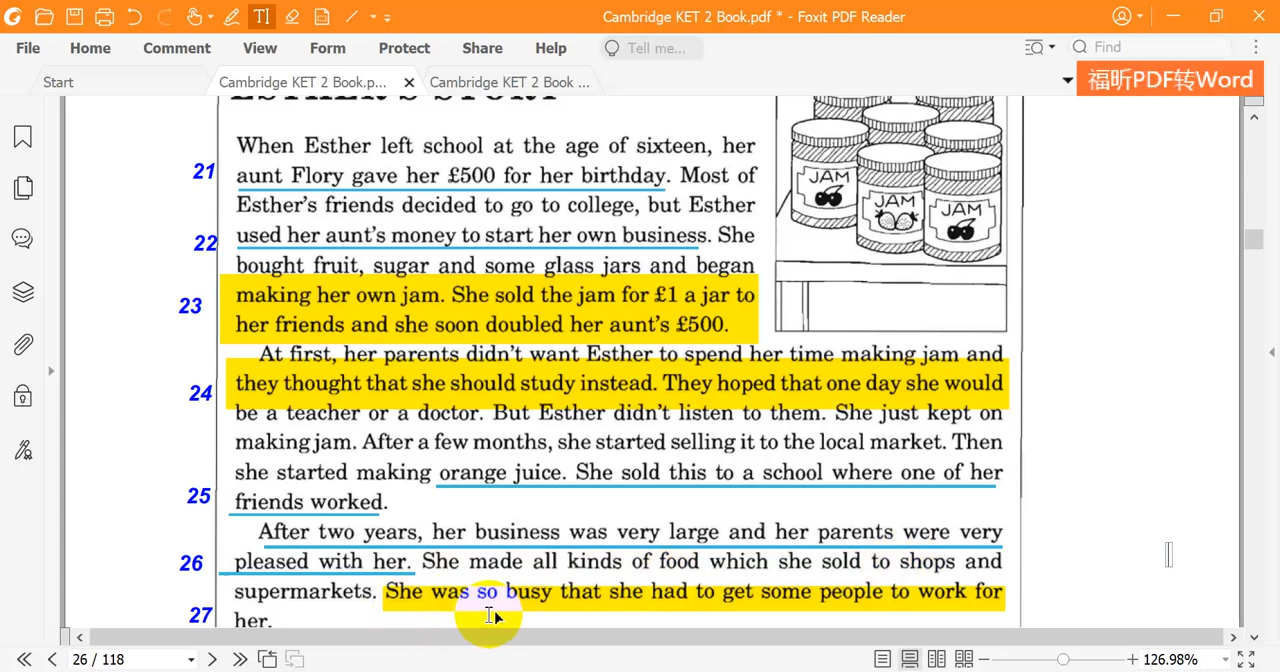 Cambridge KET 2 Book.pdf * - Foxit PDF Reader
File Home Comment View Form Protect Share Help Tell me... Find
Start Cambridge KET 2 Book.p... Cambridge KET 2 Book ... 福昕PDF转Word
When Esther left school at the age of sixteen, her
21 aunt Flory gave her £500 for her birthday. Most of
Esther's friends decided to go to college, but Esther
22 used her aunt's money to start her own business. She
bought fruit, sugar and some glass jars and began
23 making her own jam. She sold the jam for £1 a jar to
her friends and she soon doubled her aunt's £500.
JAM
JAM
JAM
At first, her parents didn't want Esther to spend her time making jam and
24 they thought that she should study instead. They hoped that one day she would
be a teacher or a doctor. But Esther didn't listen to them. She just kept on
making jam. After a few months, she started selling it to the local market. Then
she started making orange juice. She sold this to a school where one of her
25 friends worked.
After two years, her business was very large and her parents were very
26 pleased with her. She made all kinds of food which she sold to shops and
supermarkets. She was so busy that she had to get some people to work for
27 her.
26 / 118 126.98%